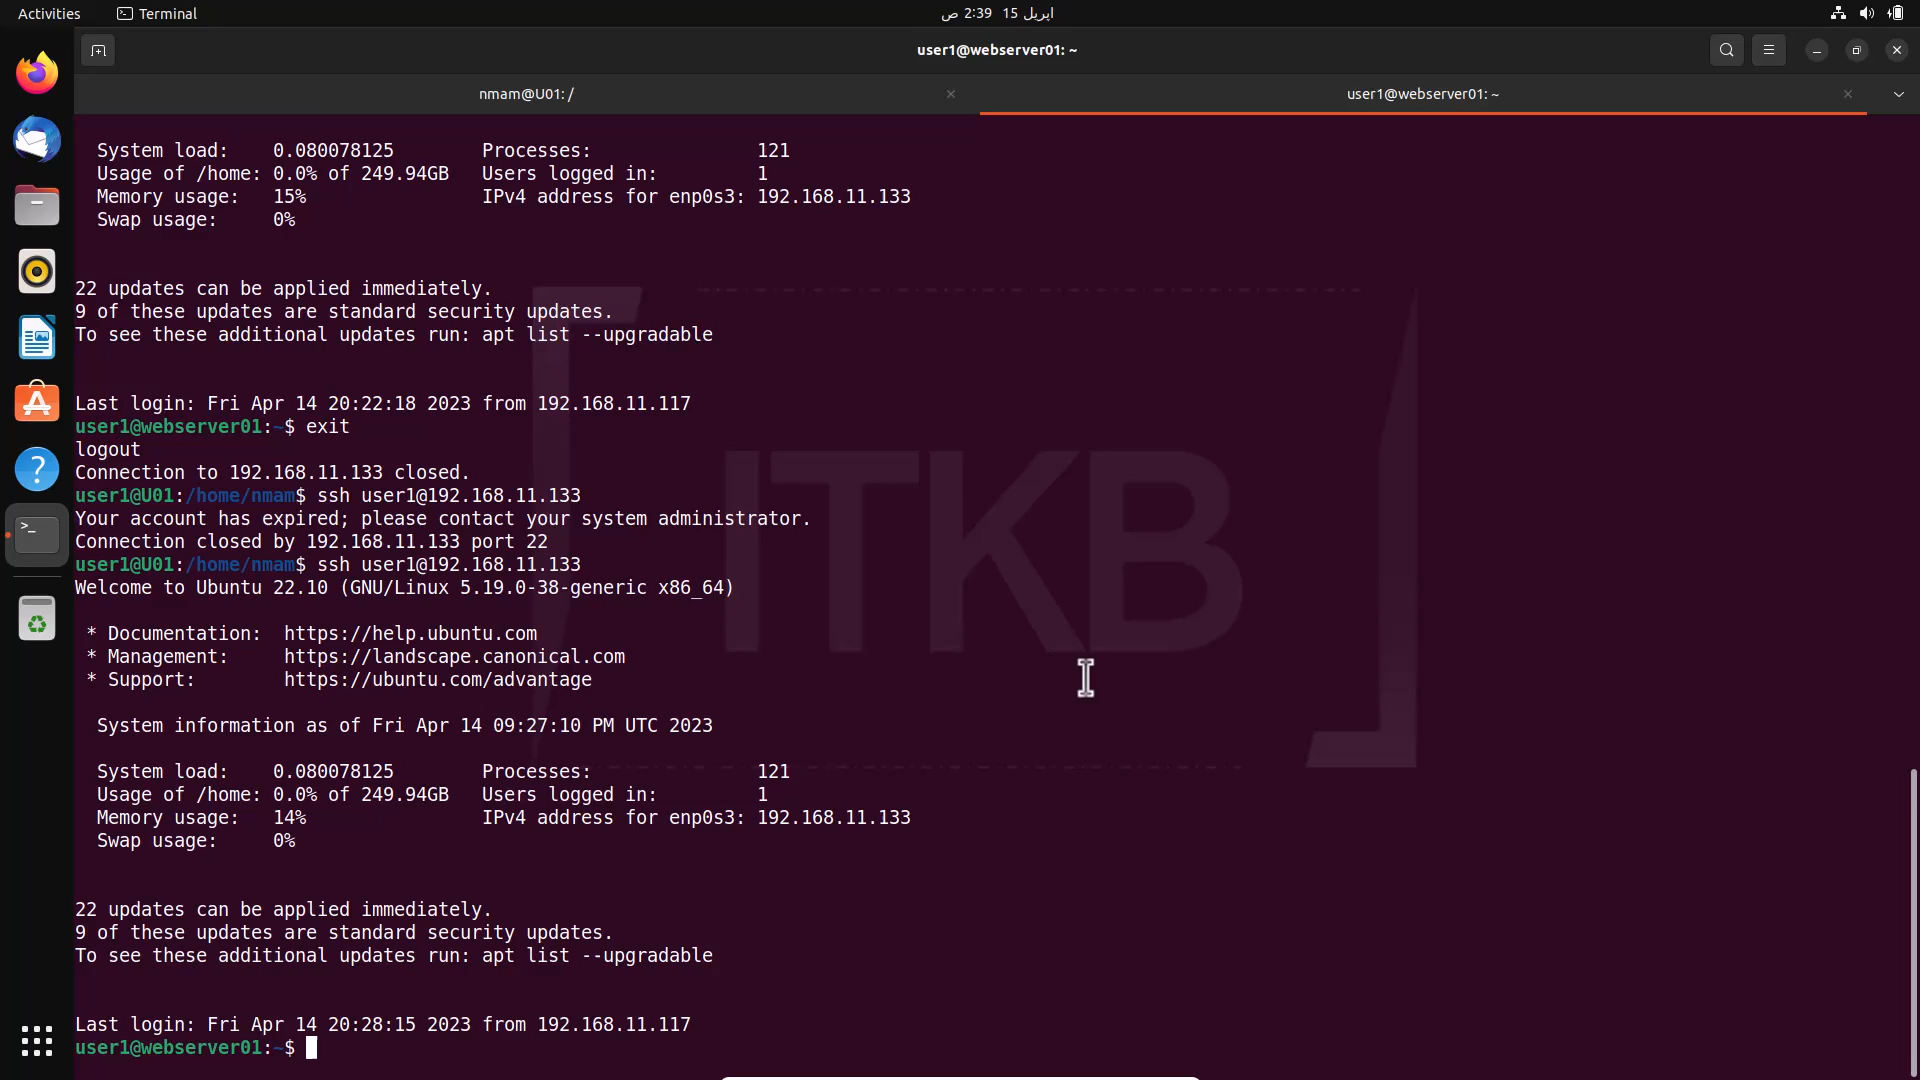 Activities
Terminal
اپریل 15 2:39 ص
user1@webserver01: ~
nmam@U01: /
user1@webserver01: ~
System load: 0.080078125 Processes: 121
Usage of /home: 0.0% of 249.94GB Users logged in: 1
Memory usage: 15% IPv4 address for enp0s3: 192.168.11.133
Swap usage: 0%
22 updates can be applied immediately.
9 of these updates are standard security updates.
To see these additional updates run: apt list --upgradable
Last login: Fri Apr 14 20:22:18 2023 from 192.168.11.117
user1@webserver01:~$ exit
logout
Connection to 192.168.11.133 closed.
user1@U01:/home/nmam$ ssh user1@192.168.11.133
Your account has expired; please contact your system administrator.
Connection closed by 192.168.11.133 port 22
user1@U01:/home/nmam$ ssh user1@192.168.11.133
Welcome to Ubuntu 22.10 (GNU/Linux 5.19.0-38-generic x86_64)
* Documentation: https://help.ubuntu.com
* Management: https://landscape.canonical.com
* Support: https://ubuntu.com/advantage
System information as of Fri Apr 14 09:27:10 PM UTC 2023
System load: 0.080078125 Processes: 121
Usage of /home: 0.0% of 249.94GB Users logged in: 1
Memory usage: 14% IPv4 address for enp0s3: 192.168.11.133
Swap usage: 0%
22 updates can be applied immediately.
9 of these updates are standard security updates.
To see these additional updates run: apt list --upgradable
Last login: Fri Apr 14 20:28:15 2023 from 192.168.11.117
user1@webserver01:~$
ITKB